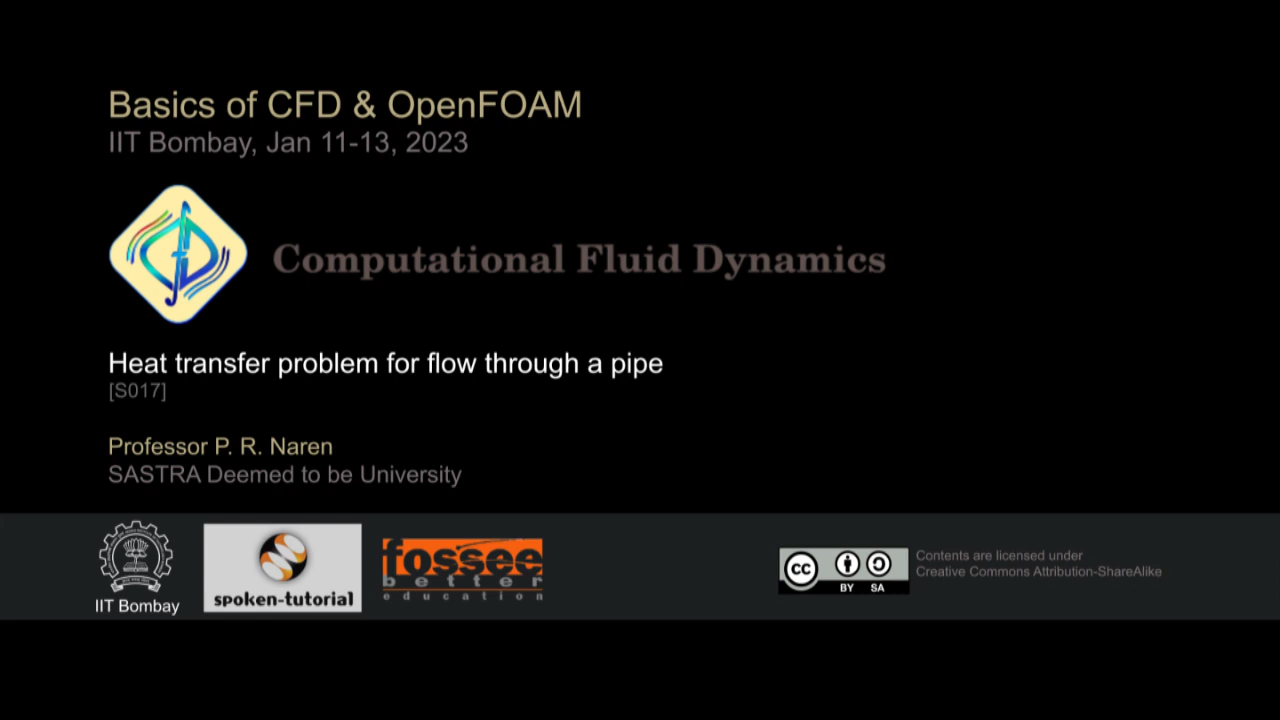 Basics of CFD & OpenFOAM
IIT Bombay, Jan 11-13, 2023
Computational Fluid Dynamics
Heat transfer problem for flow through a pipe
[S017]
Professor P. R. Naren
SASTRA Deemed to be University
IIT Bombay
spoken-tutorial
fossee
better
education
cc
BY SA
Contents are licensed under
Creative Commons Attribution-ShareAlike